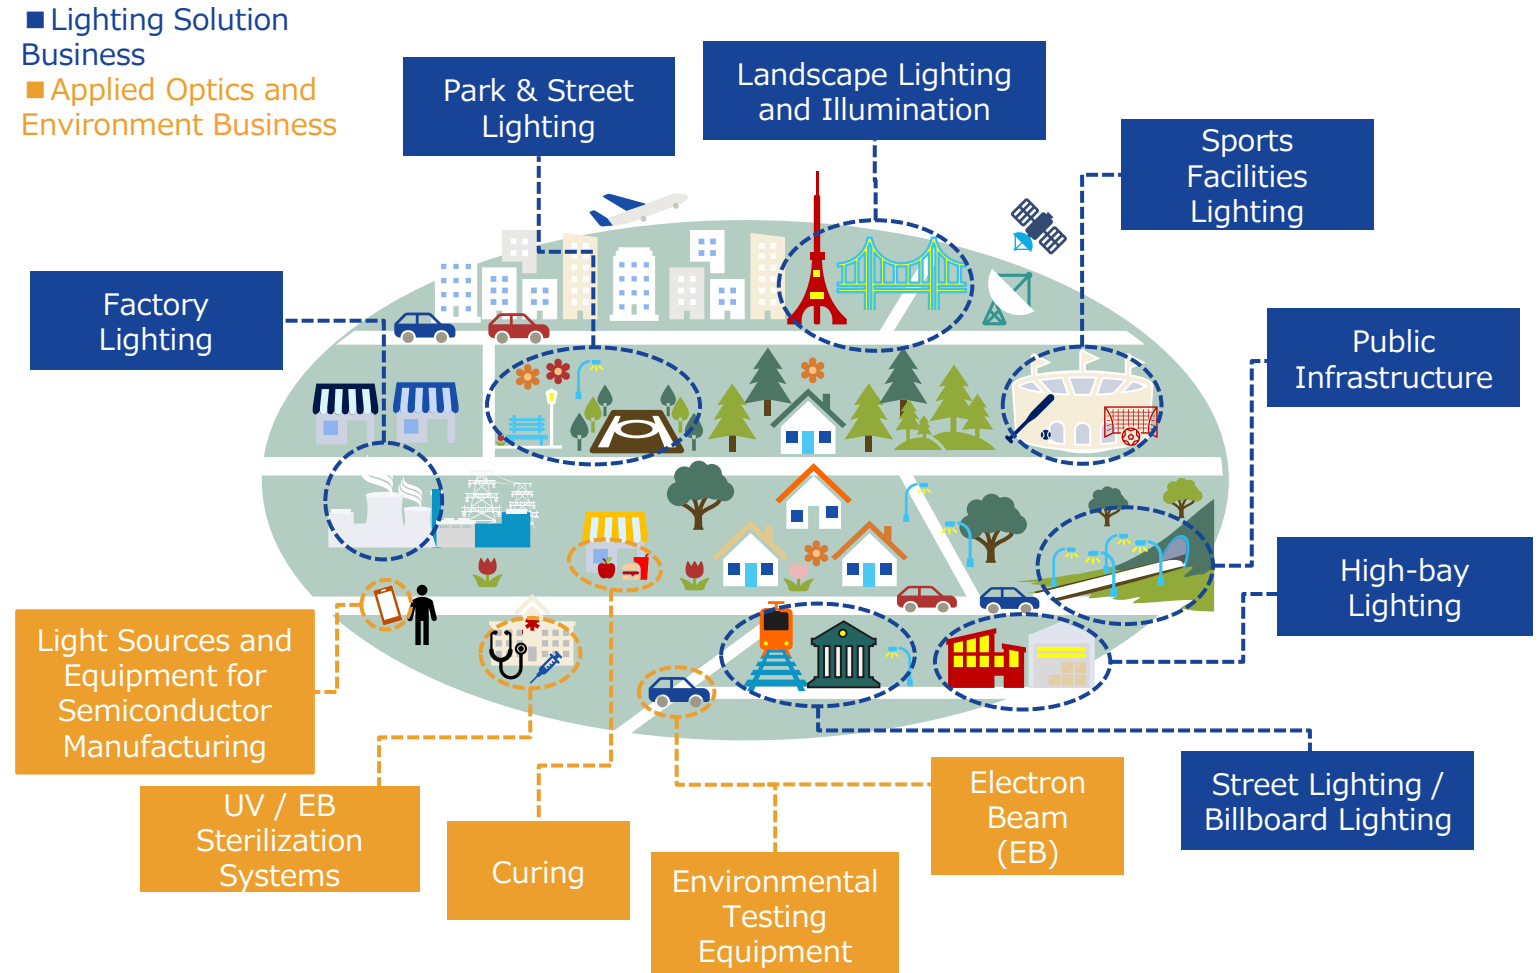 ■Lighting Solution
Business
■Applied Optics and
Environment Business
Park & Street
Lighting
Landscape Lighting
and Illumination
Sports
Facilities
Lighting
Factory
Lighting
Public
Infrastructure
High-bay
Lighting
Light Sources and
Equipment for
Semiconductor
Manufacturing
UV / EB
Sterilization
Systems
Curing
Environmental
Testing
Equipment
Electron
Beam
(EB)
Street Lighting /
Billboard Lighting